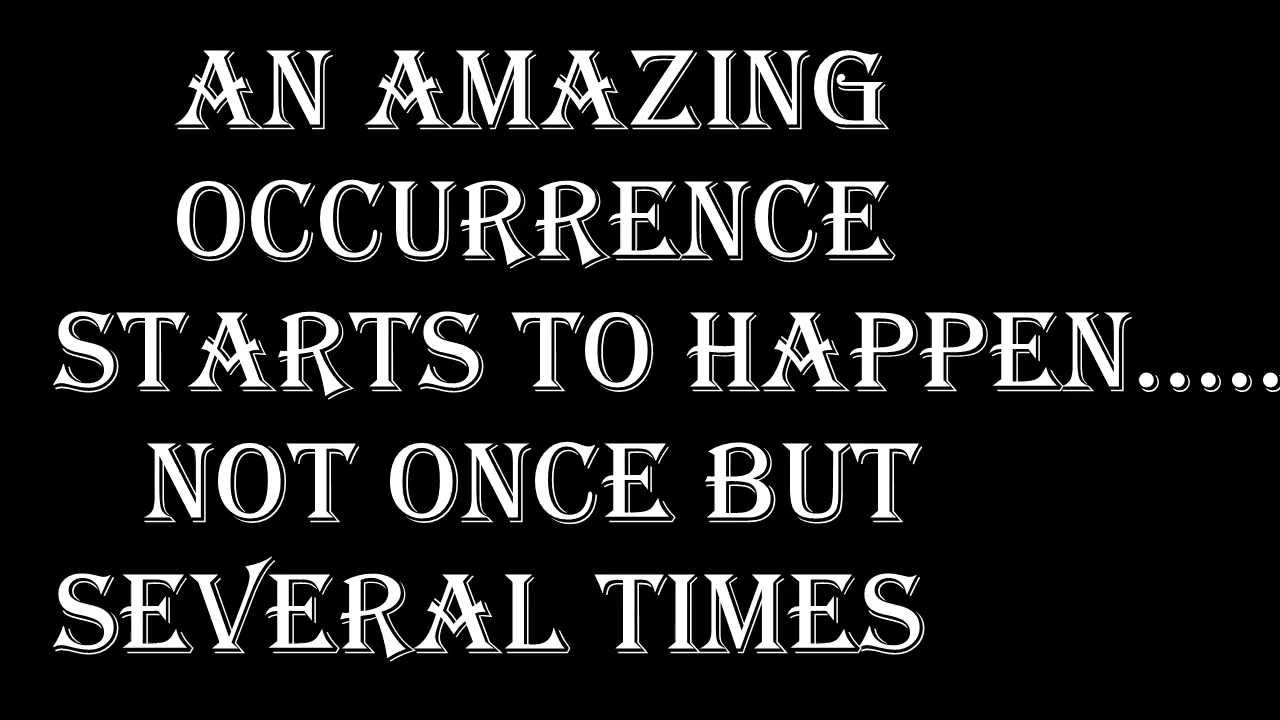 AN AMAZING
OCCURRENCE
STARTS TO HAPPEN.....
NOT ONCE BUT
SEVERAL TIMES